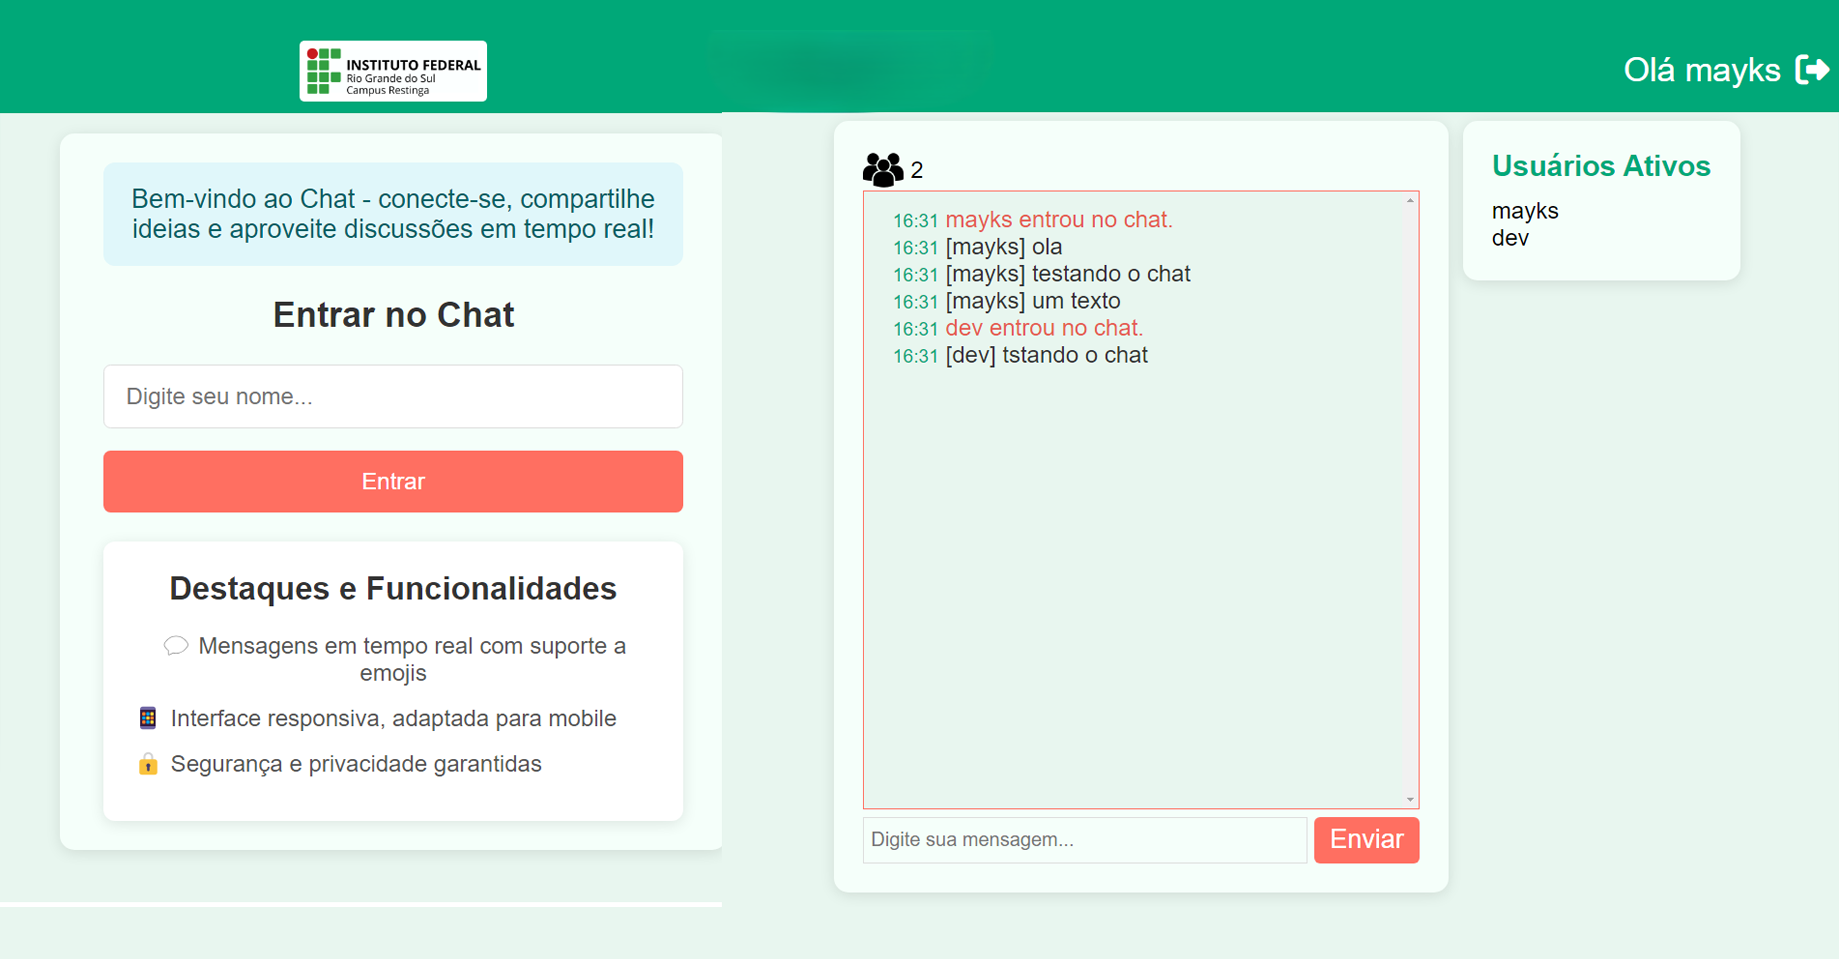 INSTITUTO FEDERAL
Rio Grande do Sul
Campus Restinga
Olá mayks
Bem-vindo ao Chat - conecte-se, compartilhe
ideias e aproveite discussões em tempo real!
Entrar no Chat
Digite seu nome...
Entrar
Destaques e Funcionalidades
Mensagens em tempo real com suporte a
emojis
Interface responsiva, adaptada para mobile
Segurança e privacidade garantidas
2
16:31 mayks entrou no chat.
16:31 [mayks] ola
16:31 [mayks] testando o chat
16:31 [mayks] um texto
16:31 dev entrou no chat.
16:31 [dev] tstando o chat
Digite sua mensagem...
Enviar
Usuários Ativos
mayks
dev